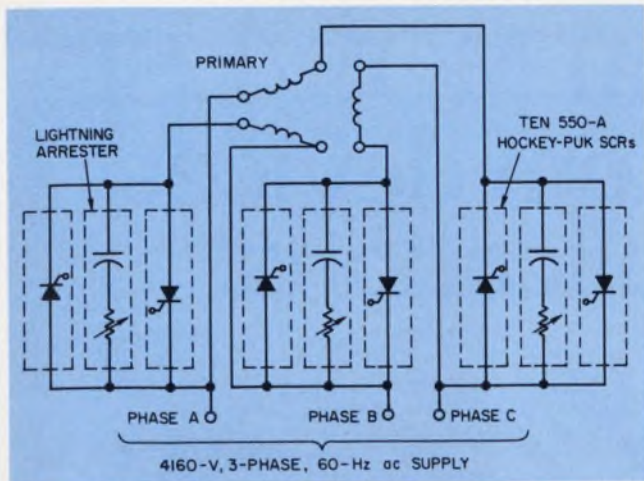 PRIMARY
LIGHTNING
ARRESTER
TEN 550-A
HOCKEY-PUK SCRs
PHASE A
PHASE B
PHASE C
4160-V, 3-PHASE, 60-Hz ac SUPPLY